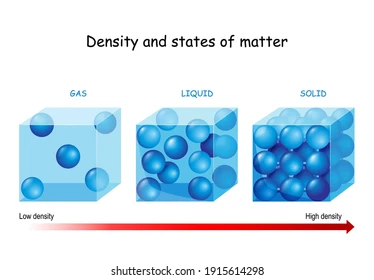 Density and states of matter
GAS LIQUID SOLID
Low density High density
shutterstock.com · 1915614298